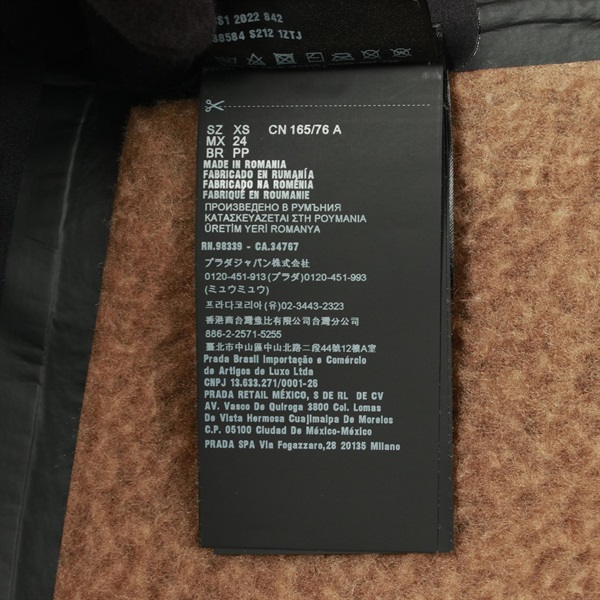 2022 842
S212 1ZTJ
SZ XS CN 165/76 A
MX 24
BR PP
MADE IN ROMANIA
FABRICADO EN RUMANÍA
FABRICADO NA ROMÉNIA
FABRIQUÉ EN ROUMANIE
ПРОИЗВЕДЕНО В РУМЪНИЯ
ΚΑΤΑΣΚΕΥΑΖΕΤΑΙ ΣΤΗ ΡΟΥΜΑΝΙΑ
ÜRETİM YERİ ROMANYA
RN.98339 - CA.34767
プラダジャパン株式会社
0120-451-913(プラダ)0120-451-993
(ミュウミュウ)
프라다코리아(유)02-3443-2323
香港商台灣普比有限公司台灣分公司
886-2-2571-5255
臺北市中山區中山北路二段44號12樓A室
Prada Brasil Importação e Comércio
de Artigos de Luxo Ltda
CNPJ 13.633.271/0001-26
PRADA RETAIL MÉXICO, S DE RL DE CV
AV. Vasco De Quiroga 3800 Col. Lomas
De Vista Hermosa Cuajimalpa De Morelos
C.P. 05100 Ciudad De México-México
PRADA SPA Via Fogazzaro,28 20135 Milano